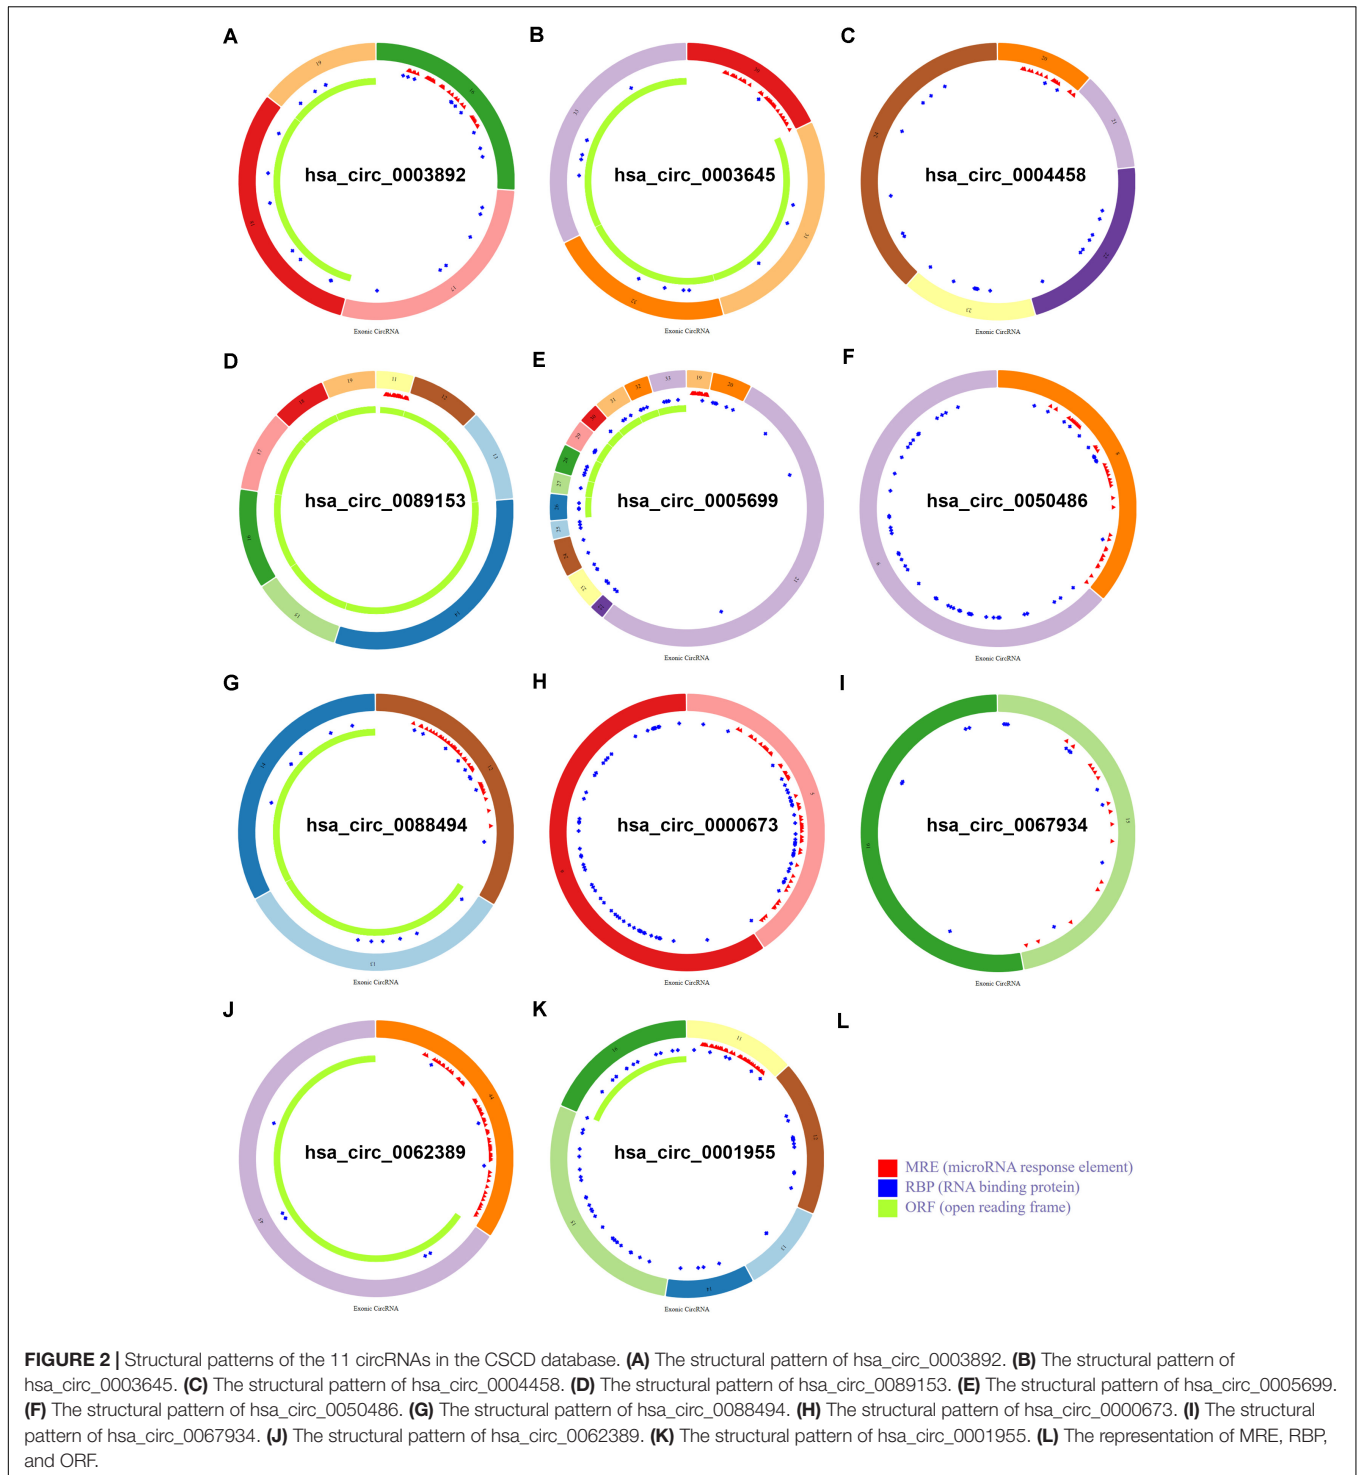 A
B
C
hsa_circ_0003892
hsa_circ_0003645
hsa_circ_0004458
Exonic CircRNA
Exonic CircRNA
Exonic CircRNA
D
E
F
hsa_circ_0089153
hsa_circ_0005699
hsa_circ_0050486
Exonic CircRNA
Exonic CircRNA
G
H
I
hsa_circ_0088494
hsa_circ_0000673
hsa_circ_0067934
Exonic CircRNA
Exonic CircRNA
Exonic CircRNA
J
K
L
hsa_circ_0062389
hsa_circ_0001955
MRE (microRNA response element)
RBP (RNA binding protein)
ORF (open reading frame)
Exonic CircRNA
Exonic CircRNA
FIGURE 2 | Structural patterns of the 11 circRNAs in the CSCD database. (A) The structural pattern of hsa_circ_0003892. (B) The structural pattern of
hsa_circ_0003645. (C) The structural pattern of hsa_circ_0004458. (D) The structural pattern of hsa_circ_0089153. (E) The structural pattern of hsa_circ_0005699.
(F) The structural pattern of hsa_circ_0050486. (G) The structural pattern of hsa_circ_0088494. (H) The structural pattern of hsa_circ_0000673. (I) The structural
pattern of hsa_circ_0067934. (J) The structural pattern of hsa_circ_0062389. (K) The structural pattern of hsa_circ_0001955. (L) The representation of MRE, RBP,
and ORF.